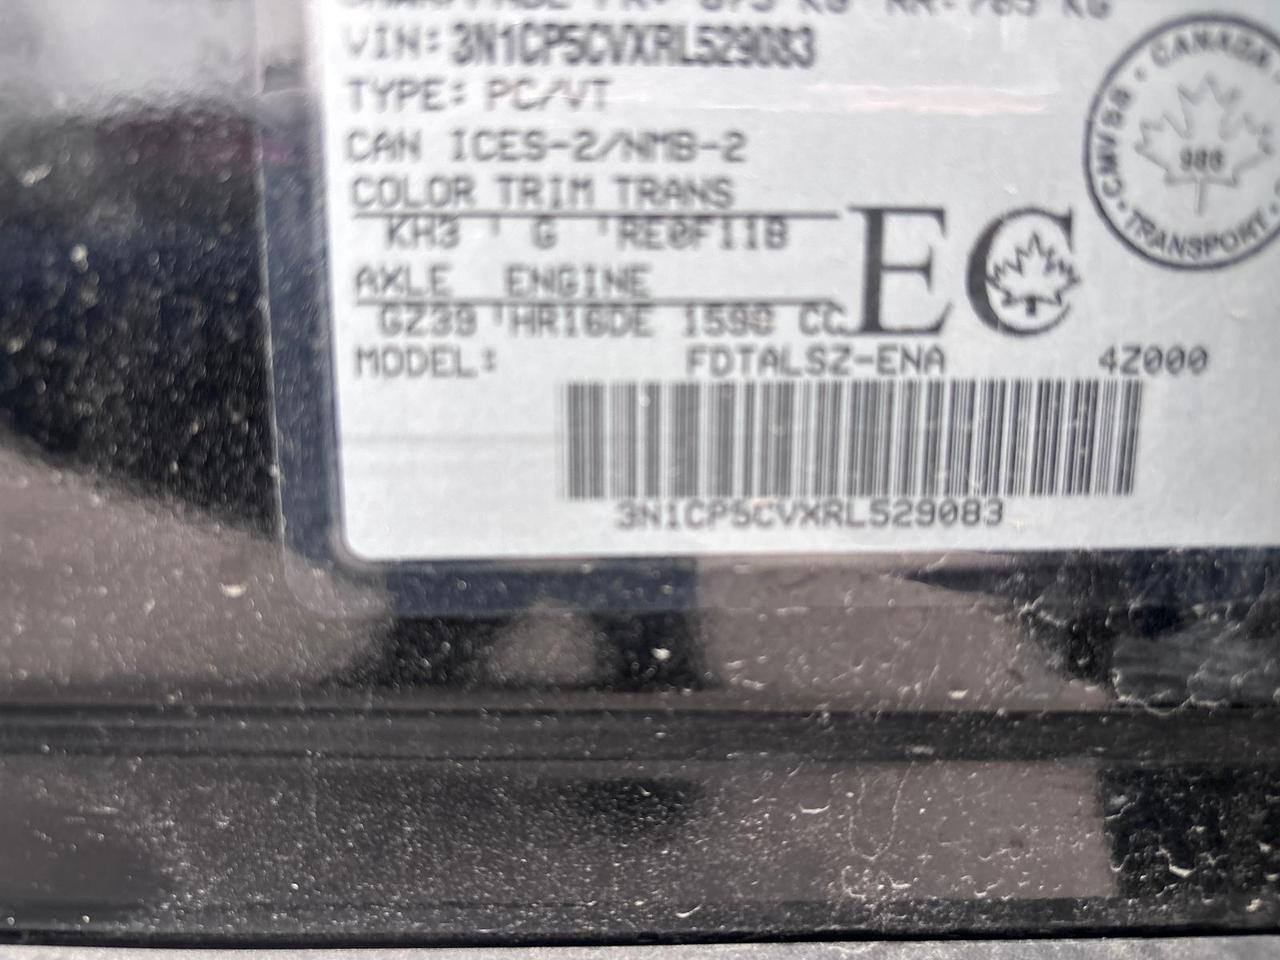 VIN: 3N1CP5CVXRL529083
TYPE: PC/VT
CAN ICES-2/NMB-2
COLOR TRIM TRANS
KH3 G RE0F11B
AXLE ENGINE
GZ39 HR16DE 1598 CC
EC
MODEL: FDTALSZ-ENA 4Z000
3N1CP5CVXRL529083
CANADA
CMVSS
TRANSPORT